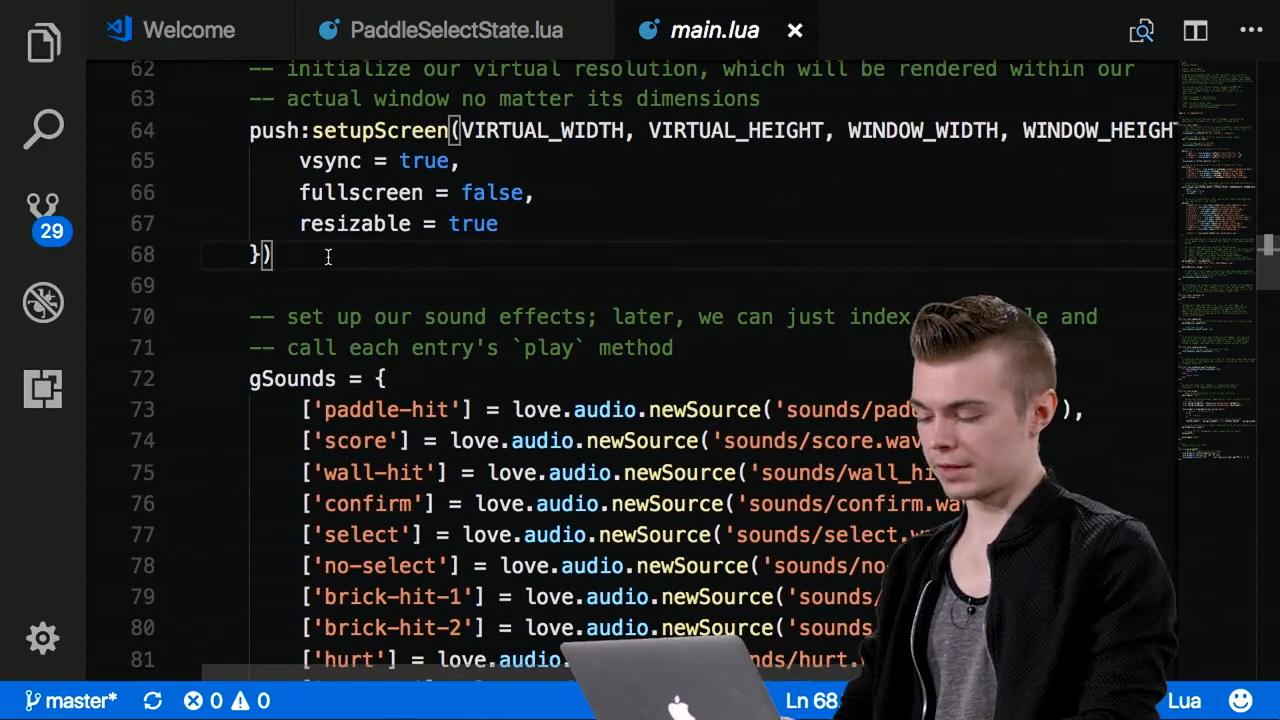 Welcome
PaddleSelectState.lua
main.lua
62 -- initialize our virtual resolution, which will be rendered within our
63 -- actual window no matter its dimensions
64 push:setupScreen(VIRTUAL_WIDTH, VIRTUAL_HEIGHT, WINDOW_WIDTH, WINDOW_HEIGHT
65 vsync = true,
66 fullscreen = false,
67 resizable = true
68 })
69
70 -- set up our sound effects; later, we can just index and
71 -- call each entry's `play` method
72 gSounds = {
73 ['paddle-hit'] = love.audio.newSource('sounds/pad ),
74 ['score'] = love.audio.newSource('sounds/score.wav
75 ['wall-hit'] = love.audio.newSource('sounds/wall_hi
76 ['confirm'] = love.audio.newSource('sounds/confirm.wa
77 ['select'] = love.audio.newSource('sounds/select.w
78 ['no-select'] = love.audio.newSource('sounds/no-
79 ['brick-hit-1'] = love.audio.newSource('sounds/
80 ['brick-hit-2'] = love.audio.newSource('sounds
81 ['hurt'] = love.audio. nds/hurt.
29
master* 0 0 Ln 68 Lua